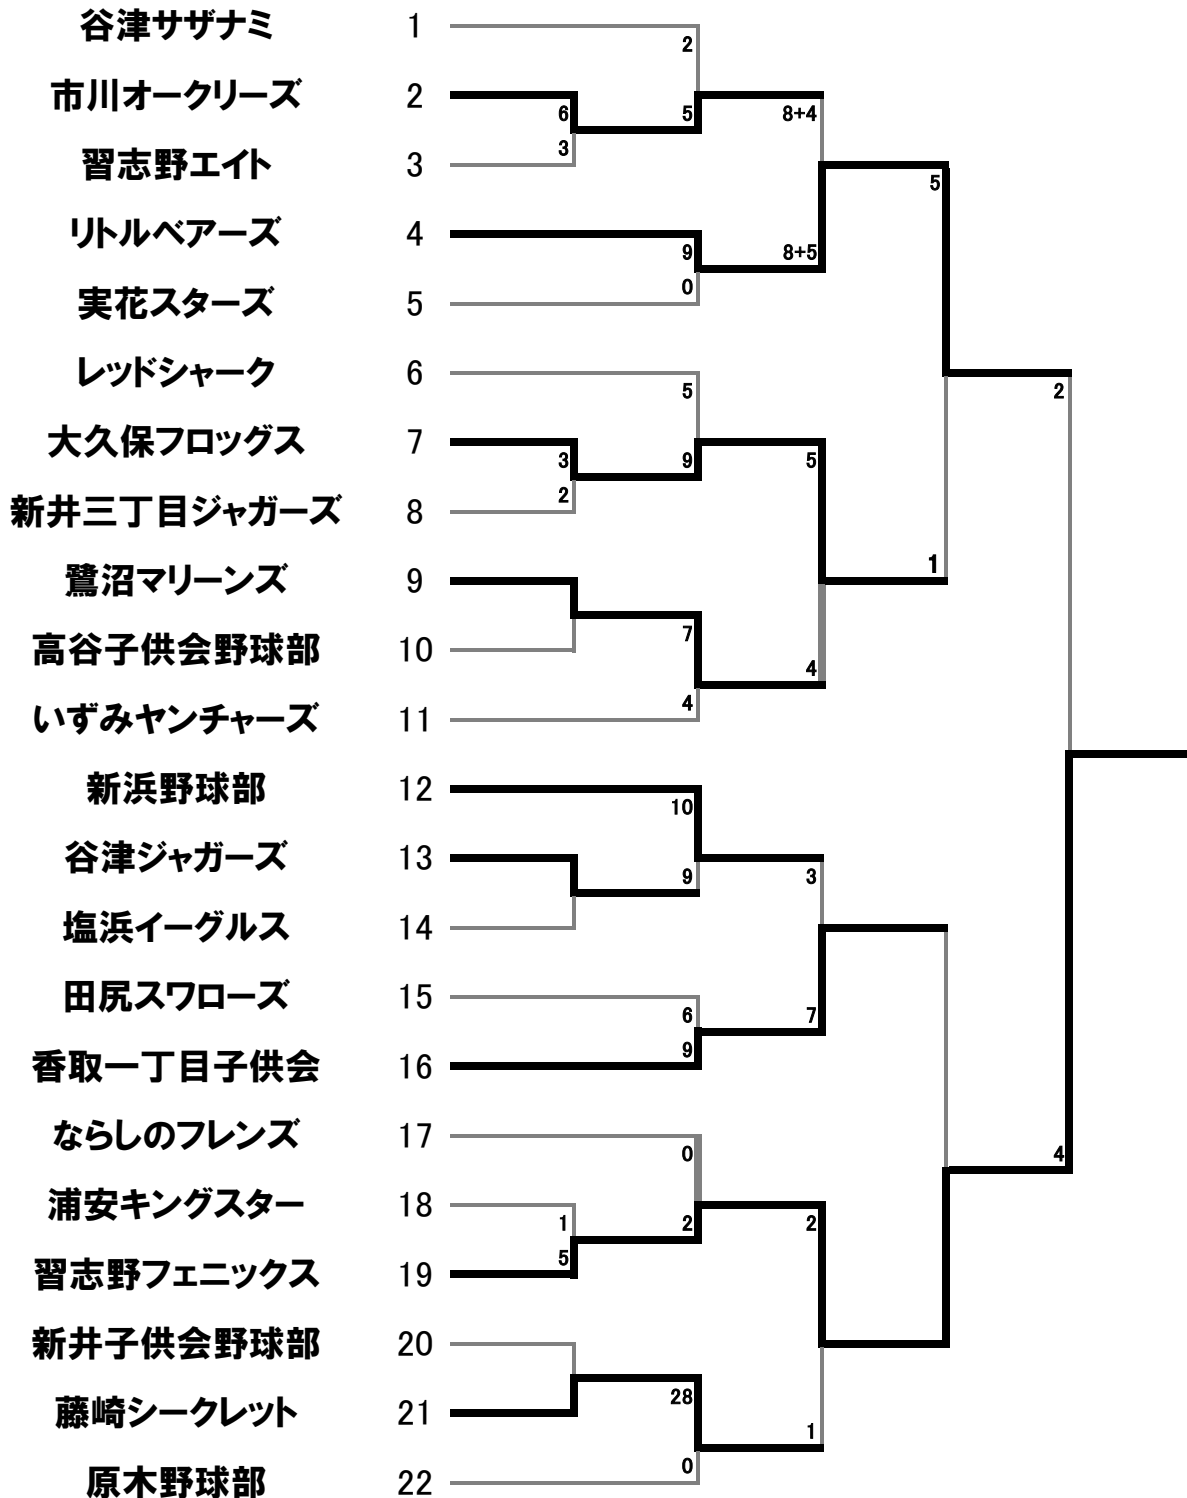 谷津サザナミ 1
2
市川オークリーズ 2
6 5 8+4
3
習志野エイト 3
5
リトルベアーズ 4
9 8+5
0
実花スターズ 5
レッドシャーク 6
5 2
大久保フロッグス 7
3 9 5
2
新井三丁目ジャガーズ 8
1
鷺沼マリーンズ 9
7
高谷子供会野球部 10
4
4
いずみヤンチャーズ 11
新浜野球部 12
10
谷津ジャガーズ 13
9 3
塩浜イーグルス 14
田尻スワローズ 15
6 7
9
香取一丁目子供会 16
ならしのフレンズ 17
0 4
浦安キングスター 18
1 2 2
5
習志野フェニックス 19
新井子供会野球部 20
28
藤崎シークレット 21
1
0
原木野球部 22